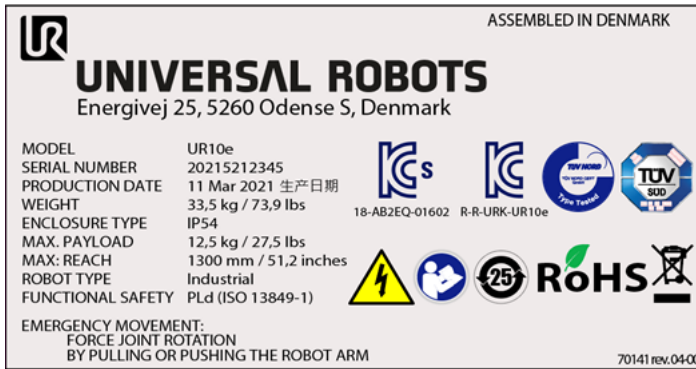 UR
ASSEMBLED IN DENMARK
UNIVERSAL ROBOTS
Energivej 25, 5260 Odense S, Denmark
MODEL UR10e
SERIAL NUMBER 20215212345
PRODUCTION DATE 11 Mar 2021 生产日期
WEIGHT 33,5 kg / 73,9 lbs
ENCLOSURE TYPE IP54
MAX. PAYLOAD 12,5 kg / 27,5 lbs
MAX: REACH 1300 mm / 51,2 inches
ROBOT TYPE Industrial
FUNCTIONAL SAFETY PLd (ISO 13849-1)
KC s
18-AB2EQ-01602
KC
R-R-URK-UR10e
TÜV NORD
TÜV NORD CERT
GmbH
Type Tested
TÜV
SÜD
25
RoHS
EMERGENCY MOVEMENT:
FORCE JOINT ROTATION
BY PULLING OR PUSHING THE ROBOT ARM
70141 rev.04-00